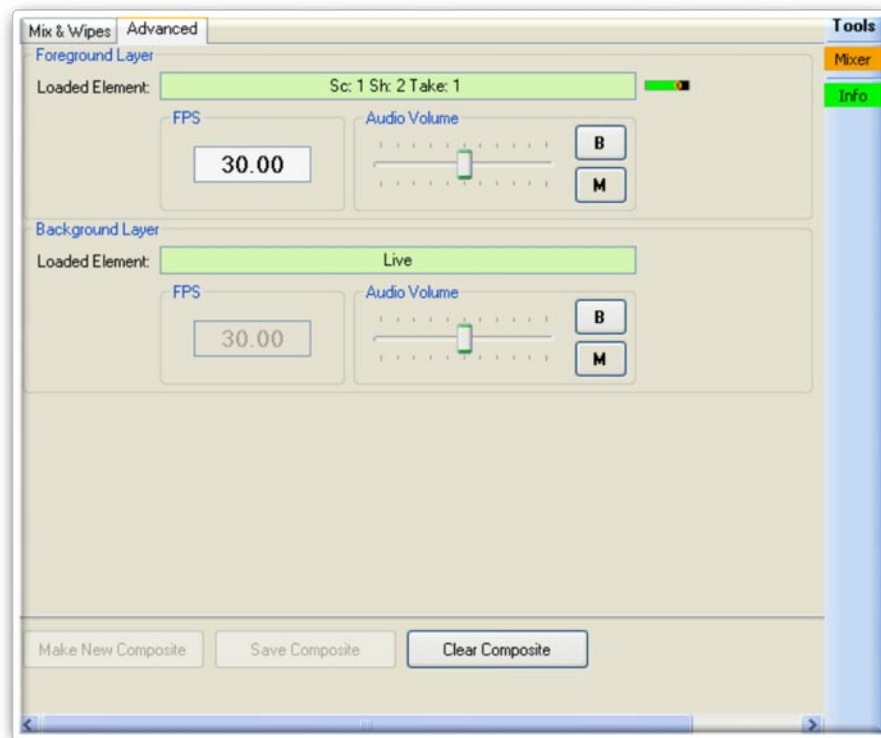 Mix & Wipes Advanced Tools
Foreground Layer
Mixer
Loaded Element: Sc: 1 Sh: 2 Take: 1
Info
FPS Audio Volume
B
30.00
M
Background Layer
Loaded Element: Live
FPS Audio Volume
B
30.00
M
Make New Composite Save Composite Clear Composite